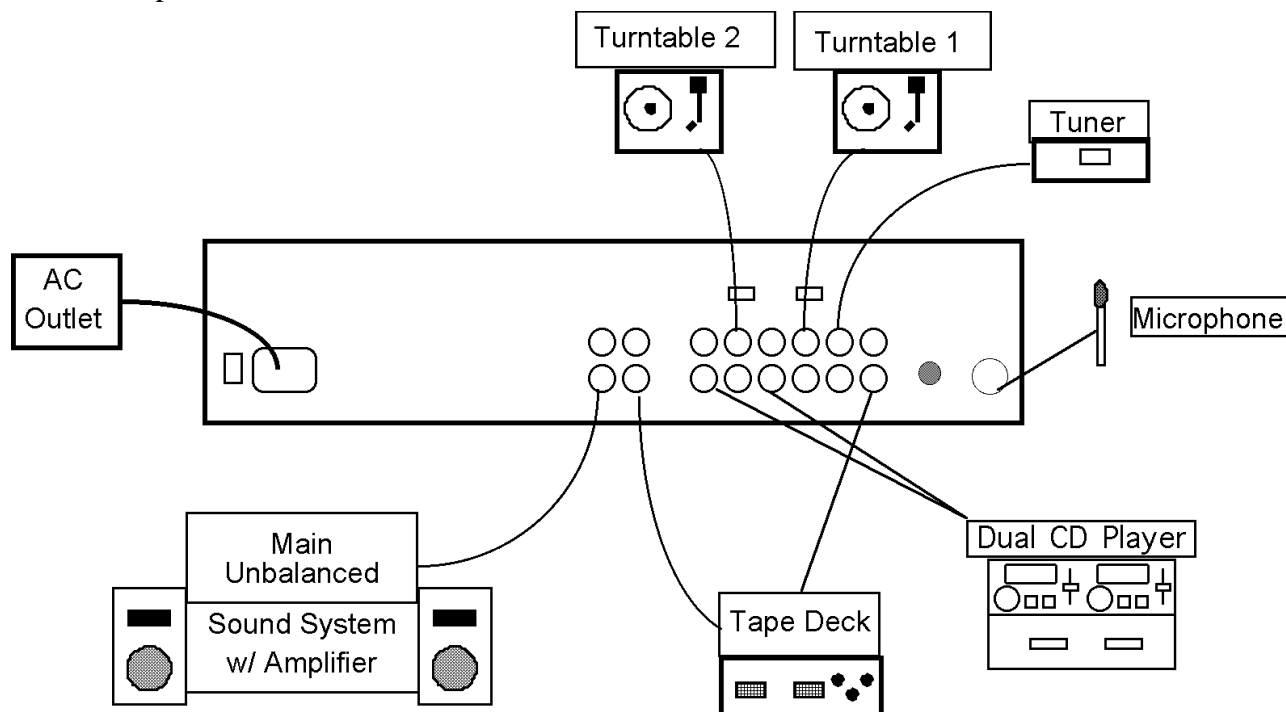 Turntable 2
Turntable 1
Tuner
AC
Outlet
Microphone
Main
Unbalanced
Dual CD Player
Sound System
w/ Amplifier
Tape Deck